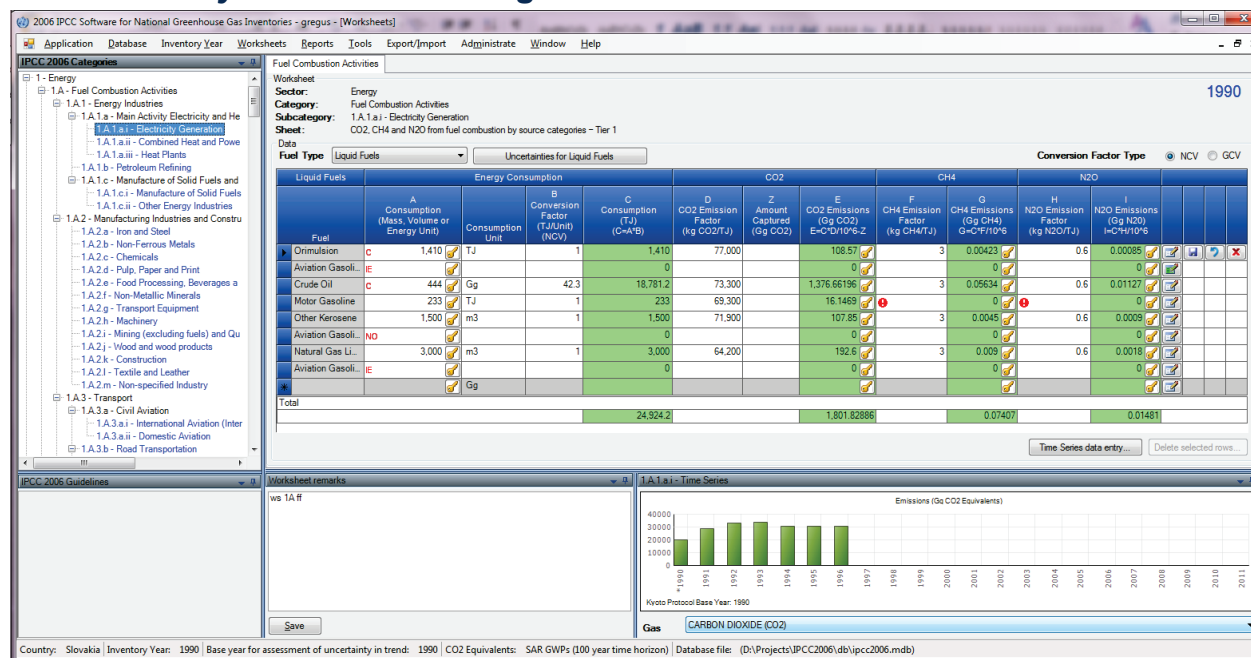 2006 IPCC Software for National Greenhouse Gas Inventories - gregus - [Worksheets]
Application Database Inventory Year Worksheets Reports Tools Export/Import Administrate Window Help
IPCC 2006 Categories
1 - Energy
1.A - Fuel Combustion Activities
1.A.1 - Energy Industries
1.A.1.a - Main Activity Electricity and He
1.A.1.a.i - Electricity Generation
1.A.1.a.ii - Combined Heat and Powe
1.A.1.a.iii - Heat Plants
1.A.1.b - Petroleum Refining
1.A.1.c - Manufacture of Solid Fuels and
1.A.1.c.i - Manufacture of Solid Fuels
1.A.1.c.ii - Other Energy Industries
1.A.2 - Manufacturing Industries and Constru
1.A.2.a - Iron and Steel
1.A.2.b - Non-Ferrous Metals
1.A.2.c - Chemicals
1.A.2.d - Pulp, Paper and Print
1.A.2.e - Food Processing, Beverages a
1.A.2.f - Non-Metallic Minerals
1.A.2.g - Transport Equipment
1.A.2.h - Machinery
1.A.2.i - Mining (excluding fuels) and Qu
1.A.2.j - Wood and wood products
1.A.2.k - Construction
1.A.2.l - Textile and Leather
1.A.2.m - Non-specified Industry
1.A.3 - Transport
1.A.3.a - Civil Aviation
1.A.3.a.i - International Aviation (Inter
1.A.3.a.ii - Domestic Aviation
1.A.3.b - Road Transportation
Fuel Combustion Activities
Worksheet
Sector: Energy
1990
Category: Fuel Combustion Activities
Subcategory: 1.A.1.a.i - Electricity Generation
Sheet: CO2, CH4 and N2O from fuel combustion by source categories – Tier 1
Data
Fuel Type Liquid Fuels Uncertainties for Liquid Fuels Conversion Factor Type NCV GCV
Liquid Fuels Energy Consumption CO2 CH4 N2O
Fuel
A
Consumption
(Mass, Volume or
Energy Unit)
Consumption
Unit
B
Conversion
Factor
(TJ/Unit)
(NCV)
C
Consumption
(TJ)
(C=A*B)
D
CO2 Emission
Factor
(kg CO2/TJ)
Z
Amount
Captured
(Gg CO2)
E
CO2 Emissions
(Gg CO2)
E=C*D/10^6-Z
F
CH4 Emission
Factor
(kg CH4/TJ)
G
CH4 Emissions
(Gg CH4)
G=C*F/10^6
H
N2O Emission
Factor
(kg N2O/TJ)
I
N2O Emissions
(Gg N2O)
I=C*H/10^6
Orimulsion C 1,410 TJ 1 1,410 77,000 108.57 3 0.00423 0.6 0.00085
Aviation Gasoli... IE 0 0 0 0
Crude Oil C 444 Gg 42.3 18,781.2 73,300 1,376.66196 3 0.05634 0.6 0.01127
Motor Gasoline 233 TJ 1 233 69,300 16.1469 0 0
Other Kerosene 1,500 m3 1 1,500 71,900 107.85 3 0.0045 0.6 0.0009
Aviation Gasoli... NO 0 0 0 0
Natural Gas Li... 3,000 m3 1 3,000 64,200 192.6 3 0.009 0.6 0.0018
Aviation Gasoli... IE 0 0 0 0
Gg
Total
24,924.2 1,801.82886 0.07407 0.01481
Time Series data entry... Delete selected rows...
IPCC 2006 Guidelines
Worksheet remarks
ws 1A ff
Save
1.A.1.a.i - Time Series
Emissions (Gg CO2 Equivalents)
40000
30000
20000
10000
0
1990 1991 1992 1993 1994 1995 1996 1997 1998 1999 2000 2001 2002 2003 2004 2005 2006 2007 2008 2009 2010 2011
*
Kyoto Protocol Base Year: 1990
Gas CARBON DIOXIDE (CO2)
Country: Slovakia Inventory Year: 1990 Base year for assessment of uncertainty in trend: 1990 CO2 Equivalents: SAR GWPs (100 year time horizon) Database file: (D:\Projects\IPCC2006\db\ipcc2006.mdb)